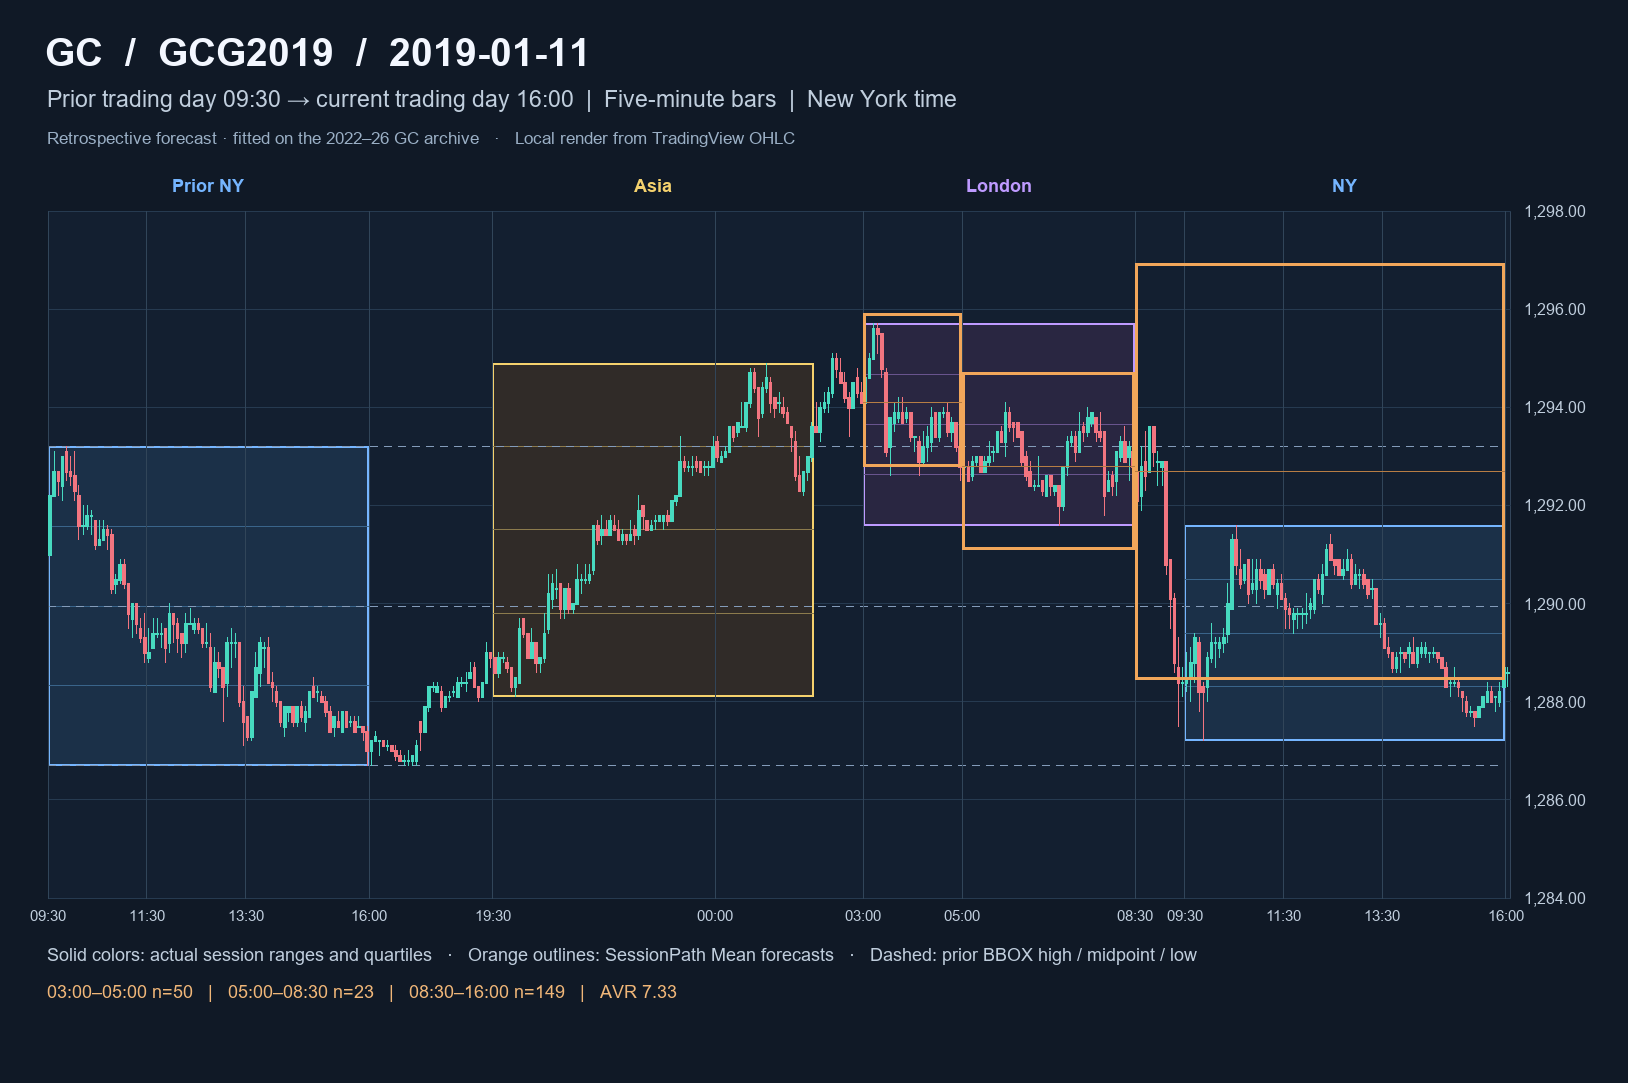 GC / GCG2019 / 2019-01-11
Prior trading day 09:30 → current trading day 16:00 | Five-minute bars | New York time
Retrospective forecast · fitted on the 2022–26 GC archive · Local render from TradingView OHLC
Prior NY Asia London NY
1,298.00
1,296.00
1,294.00
1,292.00
1,290.00
1,288.00
1,286.00
1,284.00
09:30 11:30 13:30 16:00 19:30 00:00 03:00 05:00 08:30 09:30 11:30 13:30 16:00
Solid colors: actual session ranges and quartiles · Orange outlines: SessionPath Mean forecasts · Dashed: prior BBOX high / midpoint / low
03:00–05:00 n=50 | 05:00–08:30 n=23 | 08:30–16:00 n=149 | AVR 7.33